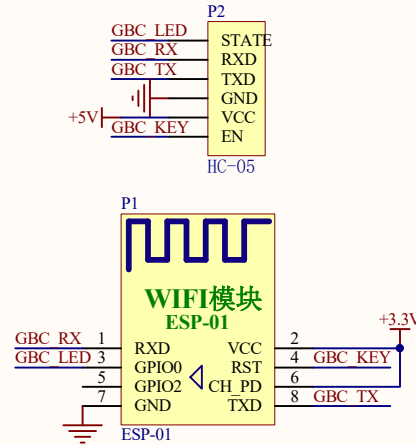 P2
GBC_LED STATE
GBC_RX RXD
GBC_TX TXD
GND
+5V VCC
GBC_KEY EN
HC-05
P1
WIFI模块
ESP-01
+3.3V
GBC_RX 1 RXD VCC 2
GBC_LED 3 GPIO0 RST 4 GBC_KEY
5 GPIO2 CH_PD 6
7 GND TXD 8 GBC_TX
ESP-01